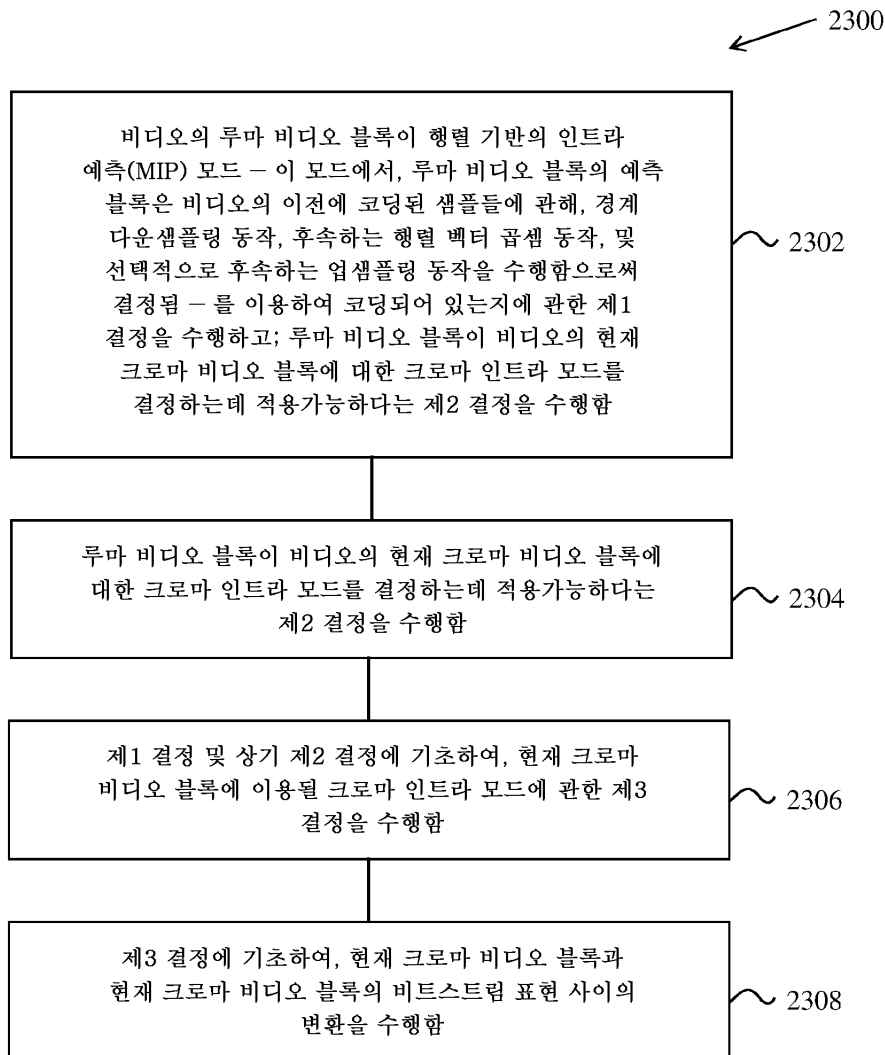 2300
비디오의 루마 비디오 블록이 행렬 기반의 인트라
예측(MIP) 모드 – 이 모드에서, 루마 비디오 블록의 예측
블록은 비디오의 이전에 코딩된 샘플들에 관해, 경계
다운샘플링 동작, 후속하는 행렬 벡터 곱셈 동작, 및
선택적으로 후속하는 업샘플링 동작을 수행함으로써
결정됨 – 를 이용하여 코딩되어 있는지에 관한 제1
결정을 수행하고; 루마 비디오 블록이 비디오의 현재
크로마 비디오 블록에 대한 크로마 인트라 모드를
결정하는데 적용가능하다는 제2 결정을 수행함
2302
루마 비디오 블록이 비디오의 현재 크로마 비디오 블록에
대한 크로마 인트라 모드를 결정하는데 적용가능하다는
제2 결정을 수행함
2304
제1 결정 및 상기 제2 결정에 기초하여, 현재 크로마
비디오 블록에 이용될 크로마 인트라 모드에 관한 제3
결정을 수행함
2306
제3 결정에 기초하여, 현재 크로마 비디오 블록과
현재 크로마 비디오 블록의 비트스트림 표현 사이의
변환을 수행함
2308